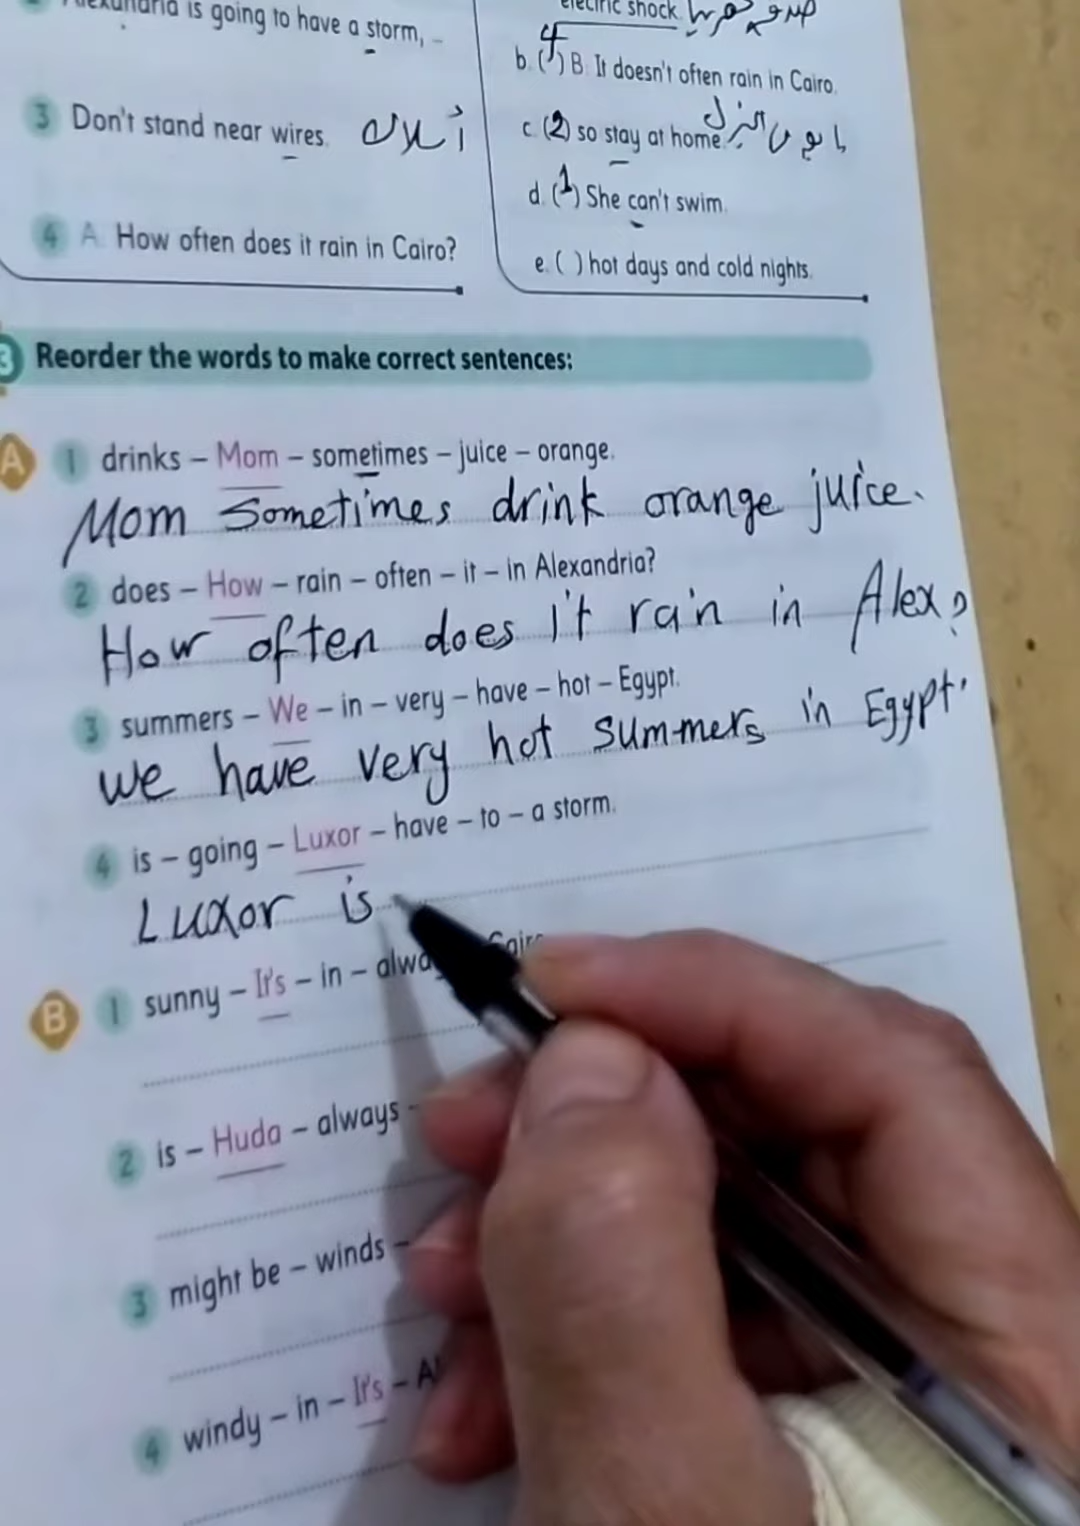 is going to have a storm,
electric shock.
b. (4) B. It doesn't often rain in Cairo.
3 Don't stand near wires. أسلاك
c. (2) so stay at home.
d. (1) She can't swim.
4 A. How often does it rain in Cairo?
e. ( ) hot days and cold nights.
3 Reorder the words to make correct sentences:
A 1 drinks – Mom – sometimes – juice – orange.
Mom Sometimes drink orange juice.
2 does – How – rain – often – it – in Alexandria?
How often does it rain in Alex?
3 summers – We – in – very – have – hot – Egypt.
we have very hot summers in Egypt.
4 is – going – Luxor – have – to – a storm.
Luxor is
B 1 sunny – It's – in –
2 is – Huda – always –
3 might be – winds –
4 windy – in – It's –